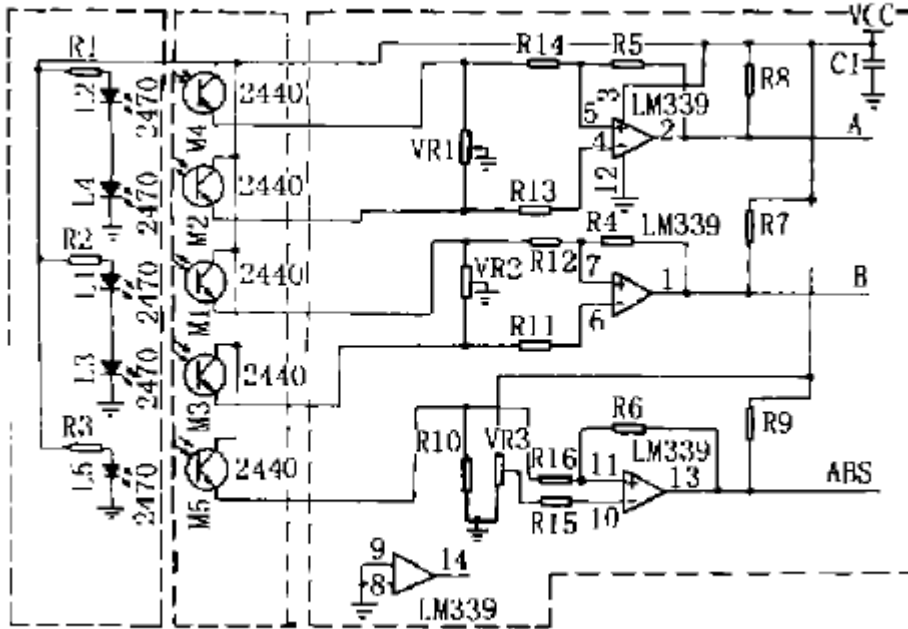 VCC
R1
R14
R5
C1
L2
2470
2440
M4
3
LM339
R8
5
2
A
4
VR1
12
L4
2470
2440
M2
R13
R4
LM339
R7
R2
R12
7
VR2
1
B
L1
2470
2440
M1
6
R11
L3
2470
2440
M3
R3
R10
VR3
R6
LM339
R9
L5
2470
2440
M5
R16
11
13
ABS
R15
10
9
14
8
LM339